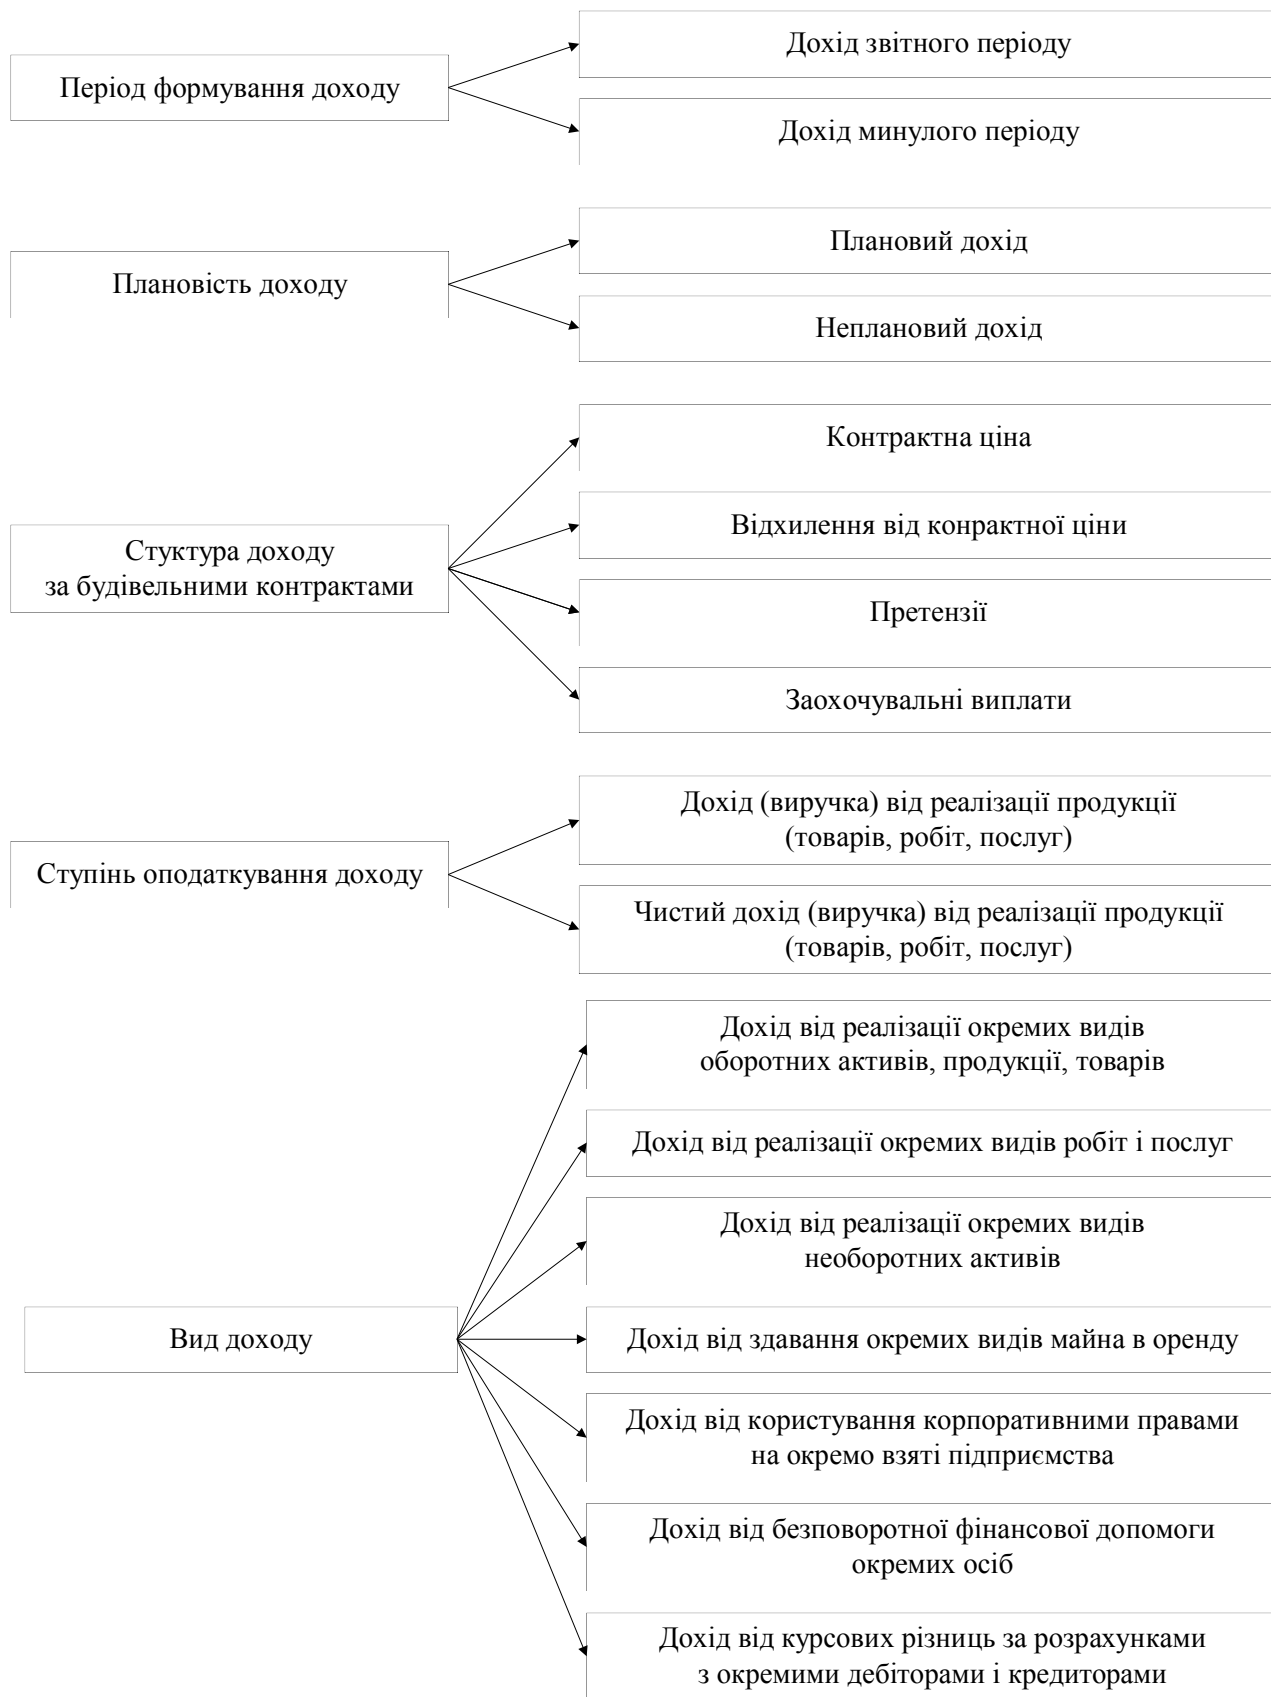 Період формування доходу
Дохід звітного періоду
Дохід минулого періоду
Плановість доходу
Плановий дохід
Неплановий дохід
Стуктура доходу
за будівельними контрактами
Контрактна ціна
Відхилення від конрактної ціни
Претензії
Заохочувальні виплати
Ступінь оподаткування доходу
Дохід (виручка) від реалізації продукції
(товарів, робіт, послуг)
Чистий дохід (виручка) від реалізації продукції
(товарів, робіт, послуг)
Вид доходу
Дохід від реалізації окремих видів
оборотних активів, продукції, товарів
Дохід від реалізації окремих видів робіт і послуг
Дохід від реалізації окремих видів
необоротних активів
Дохід від здавання окремих видів майна в оренду
Дохід від користування корпоративними правами
на окремо взяті підприємства
Дохід від безповоротної фінансової допомоги
окремих осіб
Дохід від курсових різниць за розрахунками
з окремими дебіторами і кредиторами